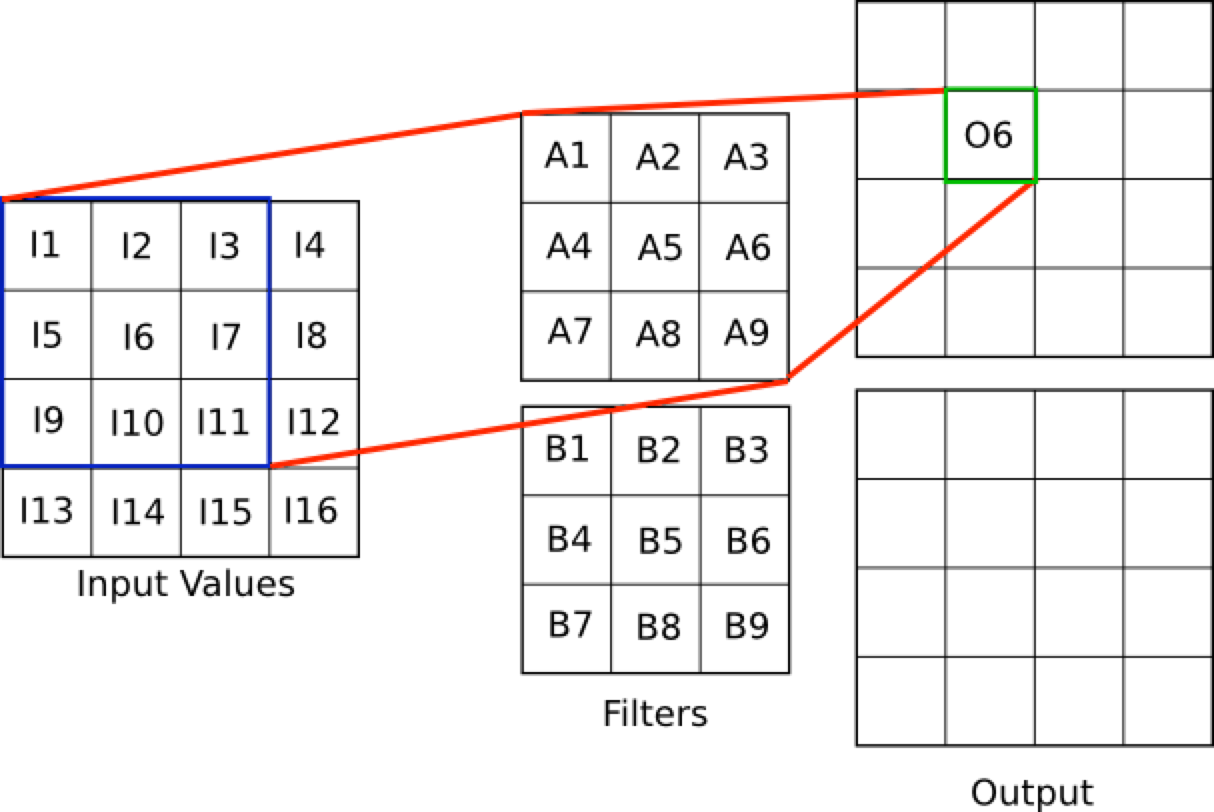 I1 I2 I3 I4
I5 I6 I7 I8
I9 I10 I11 I12
I13 I14 I15 I16
Input Values
A1 A2 A3
A4 A5 A6
A7 A8 A9
B1 B2 B3
B4 B5 B6
B7 B8 B9
Filters
O6
Output